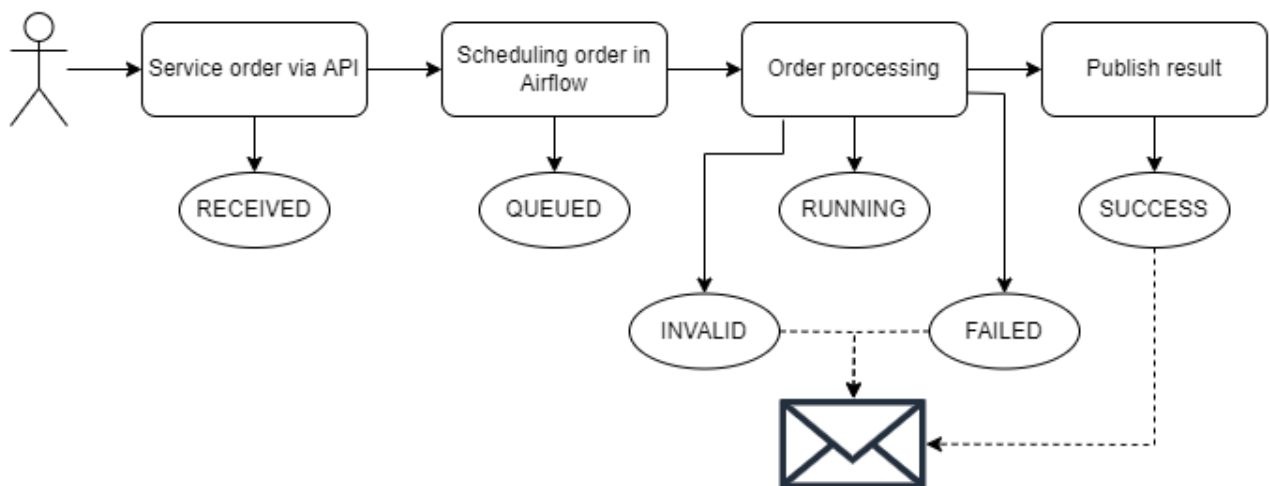 Service order via API
Scheduling order in
Airflow
Order processing
Publish result
RECEIVED
QUEUED
RUNNING
SUCCESS
INVALID
FAILED